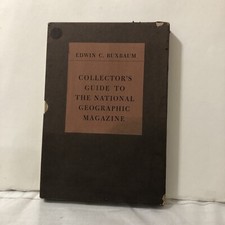 EDWIN C. BUXBAUM
COLLECTOR'S
GUIDE TO
THE NATIONAL
GEOGRAPHIC
MAGAZINE